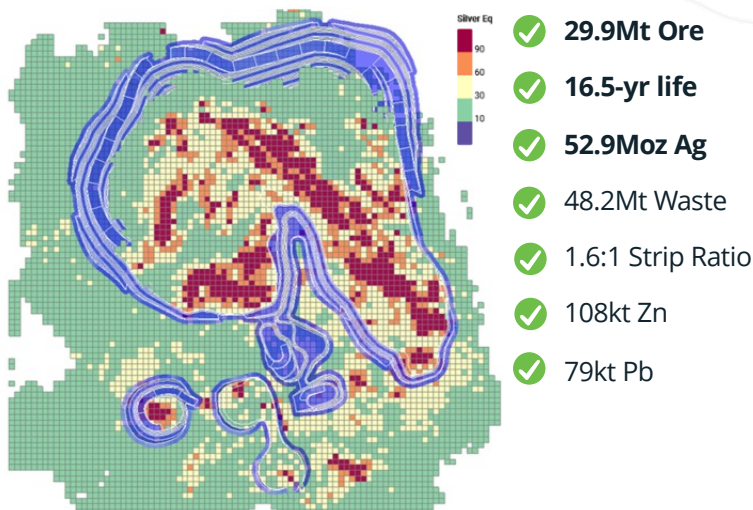 Silver Eq
90
60
30
10
29.9Mt Ore
16.5-yr life
52.9Moz Ag
48.2Mt Waste
1.6:1 Strip Ratio
108kt Zn
79kt Pb